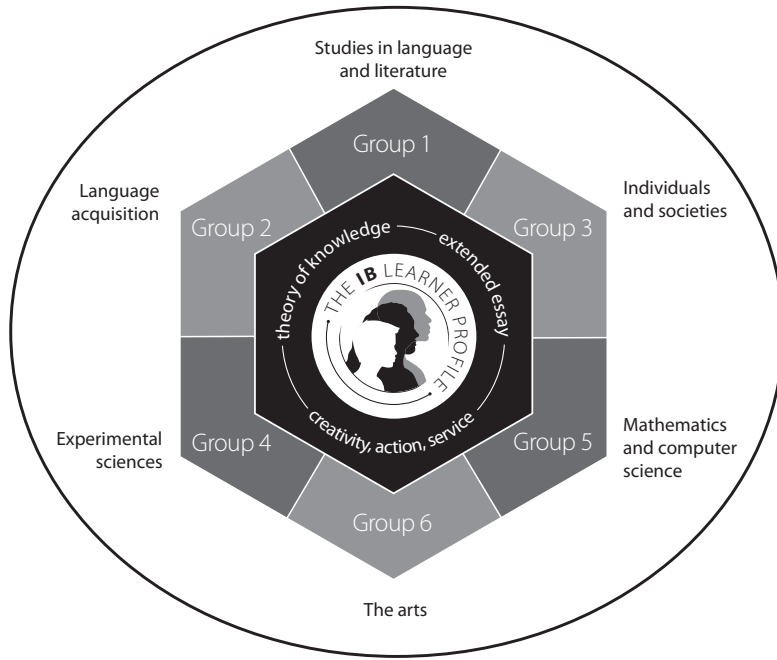 Studies in language
and literature
Group 1
Language
acquisition
Group 2
Individuals
and societies
Group 3
theory of knowledge
extended essay
THE IB LEARNER PROFILE
creativity, action, service
Experimental
sciences
Group 4
Mathematics
and computer
science
Group 5
Group 6
The arts